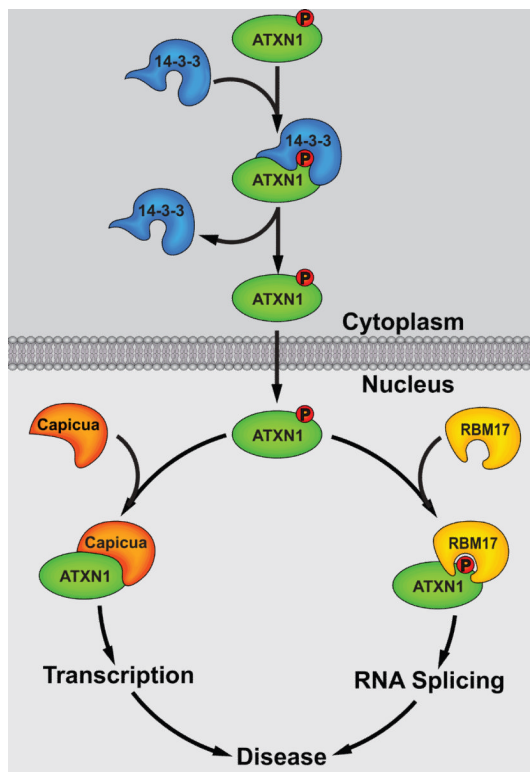 P
ATXN1
14-3-3
14-3-3
P
ATXN1
14-3-3
P
ATXN1
Cytoplasm
Nucleus
P
ATXN1
Capicua
RBM17
Capicua
ATXN1
RBM17
P
ATXN1
Transcription
RNA Splicing
Disease